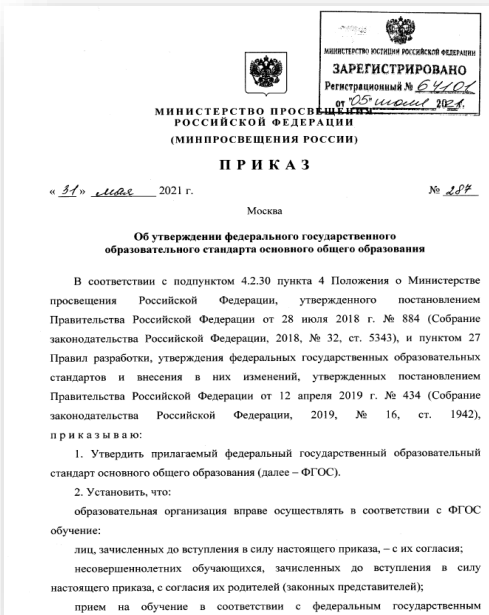 МИНИСТЕРСТВО ЮСТИЦИИ РОССИЙСКОЙ ФЕДЕРАЦИИ
ЗАРЕГИСТРИРОВАНО
Регистрационный № 64101
от "05" июля 2021.
МИНИСТЕРСТВО ПРОСВЕЩЕНИЯ
РОССИЙСКОЙ ФЕДЕРАЦИИ
(МИНПРОСВЕЩЕНИЯ РОССИИ)
П Р И К А З
« 31 » мая 2021 г. № 287
Москва
Об утверждении федерального государственного
образовательного стандарта основного общего образования
В соответствии с подпунктом 4.2.30 пункта 4 Положения о Министерстве
просвещения Российской Федерации, утвержденного постановлением
Правительства Российской Федерации от 28 июля 2018 г. № 884 (Собрание
законодательства Российской Федерации, 2018, № 32, ст. 5343), и пунктом 27
Правил разработки, утверждения федеральных государственных образовательных
стандартов и внесения в них изменений, утвержденных постановлением
Правительства Российской Федерации от 12 апреля 2019 г. № 434 (Собрание
законодательства Российской Федерации, 2019, № 16, ст. 1942),
п р и к а з ы в а ю:
1. Утвердить прилагаемый федеральный государственный образовательный
стандарт основного общего образования (далее – ФГОС).
2. Установить, что:
образовательная организация вправе осуществлять в соответствии с ФГОС
обучение:
лиц, зачисленных до вступления в силу настоящего приказа, – с их согласия;
несовершеннолетних обучающихся, зачисленных до вступления в силу
настоящего приказа, с согласия их родителей (законных представителей);
прием на обучение в соответствии с федеральным государственным